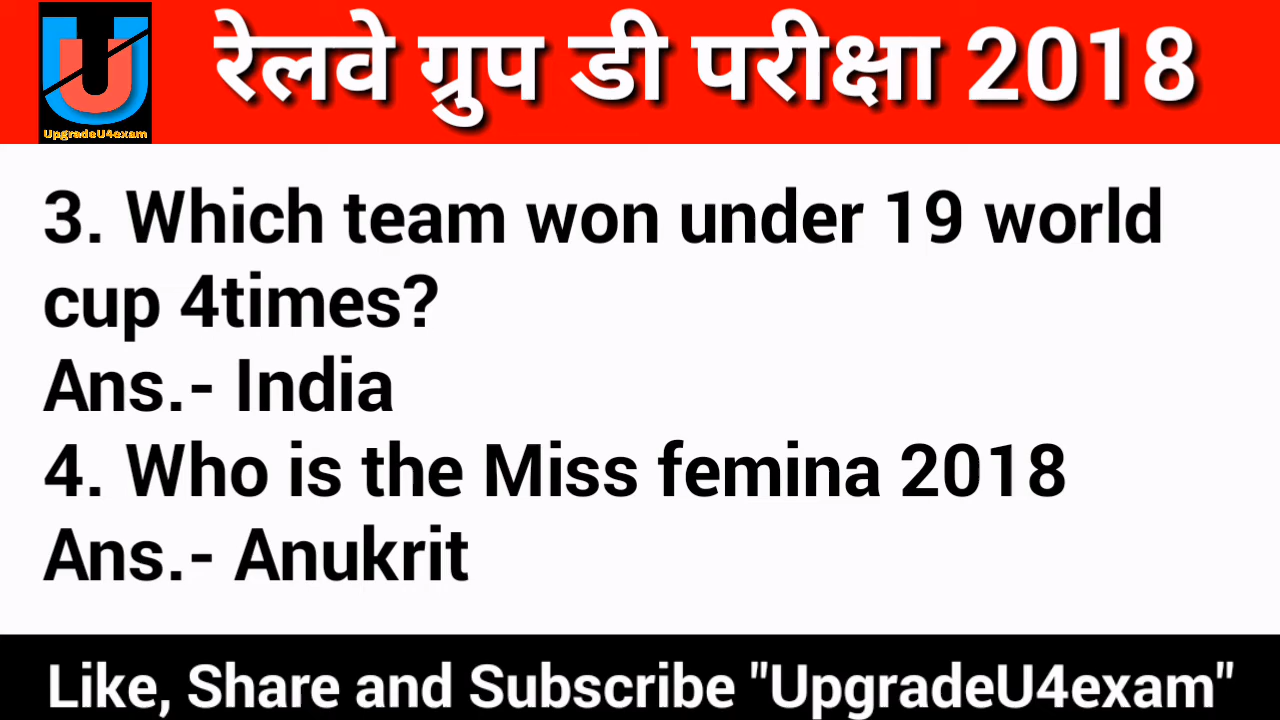 UpgradeU4exam
रेलवे ग्रुप डी परीक्षा 2018
3. Which team won under 19 world
cup 4times?
Ans.- India
4. Who is the Miss femina 2018
Ans.- Anukrit
Like, Share and Subscribe "UpgradeU4exam"